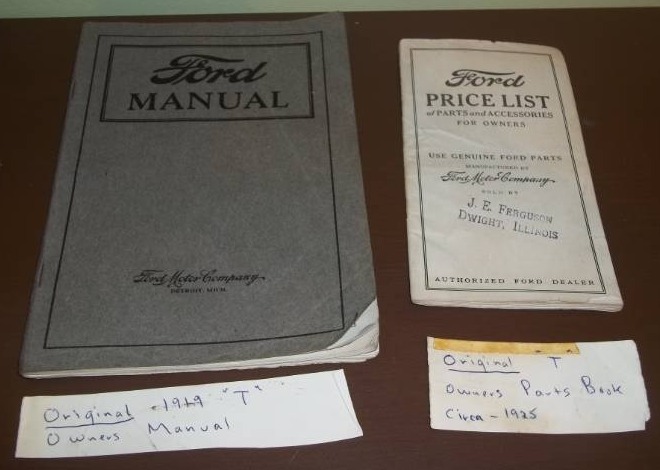 Ford
MANUAL
Ford Motor Company
DETROIT, MICH.
Ford
PRICE LIST
of PARTS and ACCESSORIES
FOR OWNERS
USE GENUINE FORD PARTS
MANUFACTURED BY
Ford Motor Company
SOLD BY
J. E. FERGUSON
DWIGHT, ILLINOIS
AUTHORIZED FORD DEALER
Original - 1919 "T"
Owners Manual
Original "T"
Owners Parts Book
Circa - 1925